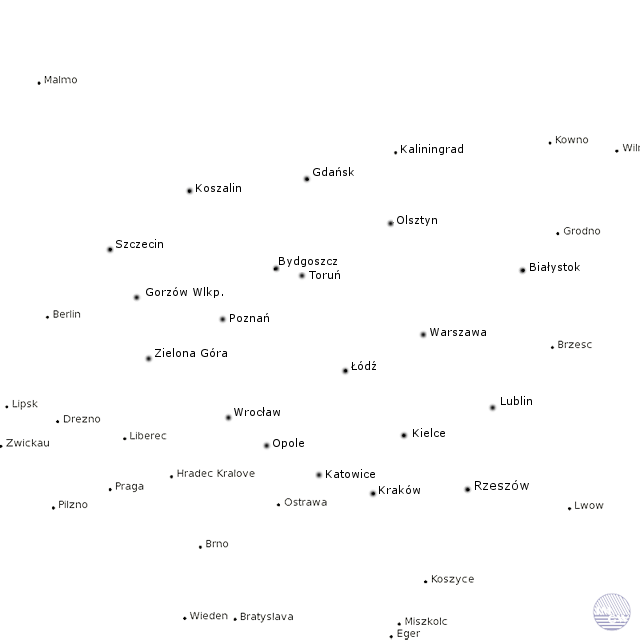 Malmo
Kowno
Kaliningrad
Gdańsk
Koszalin
Olsztyn
Grodno
Szczecin
Bydgoszcz
Białystok
Toruń
Gorzów Wlkp.
Berlin
Poznań
Warszawa
Brzesc
Zielona Góra
Łódź
Lublin
Lipsk
Wrocław
Drezno
Kielce
Liberec
Zwickau
Opole
Hradec Kralove
Katowice
Praga
Kraków
Rzeszów
Ostrawa
Pilzno
Lwow
Brno
Koszyce
Wieden
Bratyslava
Miszkolc
Eger